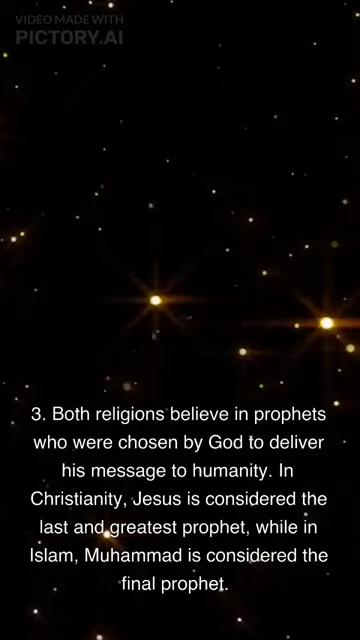 VIDEO MADE WITH
PICTORY.AI
3. Both religions believe in prophets
who were chosen by God to deliver
his message to humanity. In
Christianity, Jesus is considered the
last and greatest prophet, while in
Islam, Muhammad is considered the
final prophet.